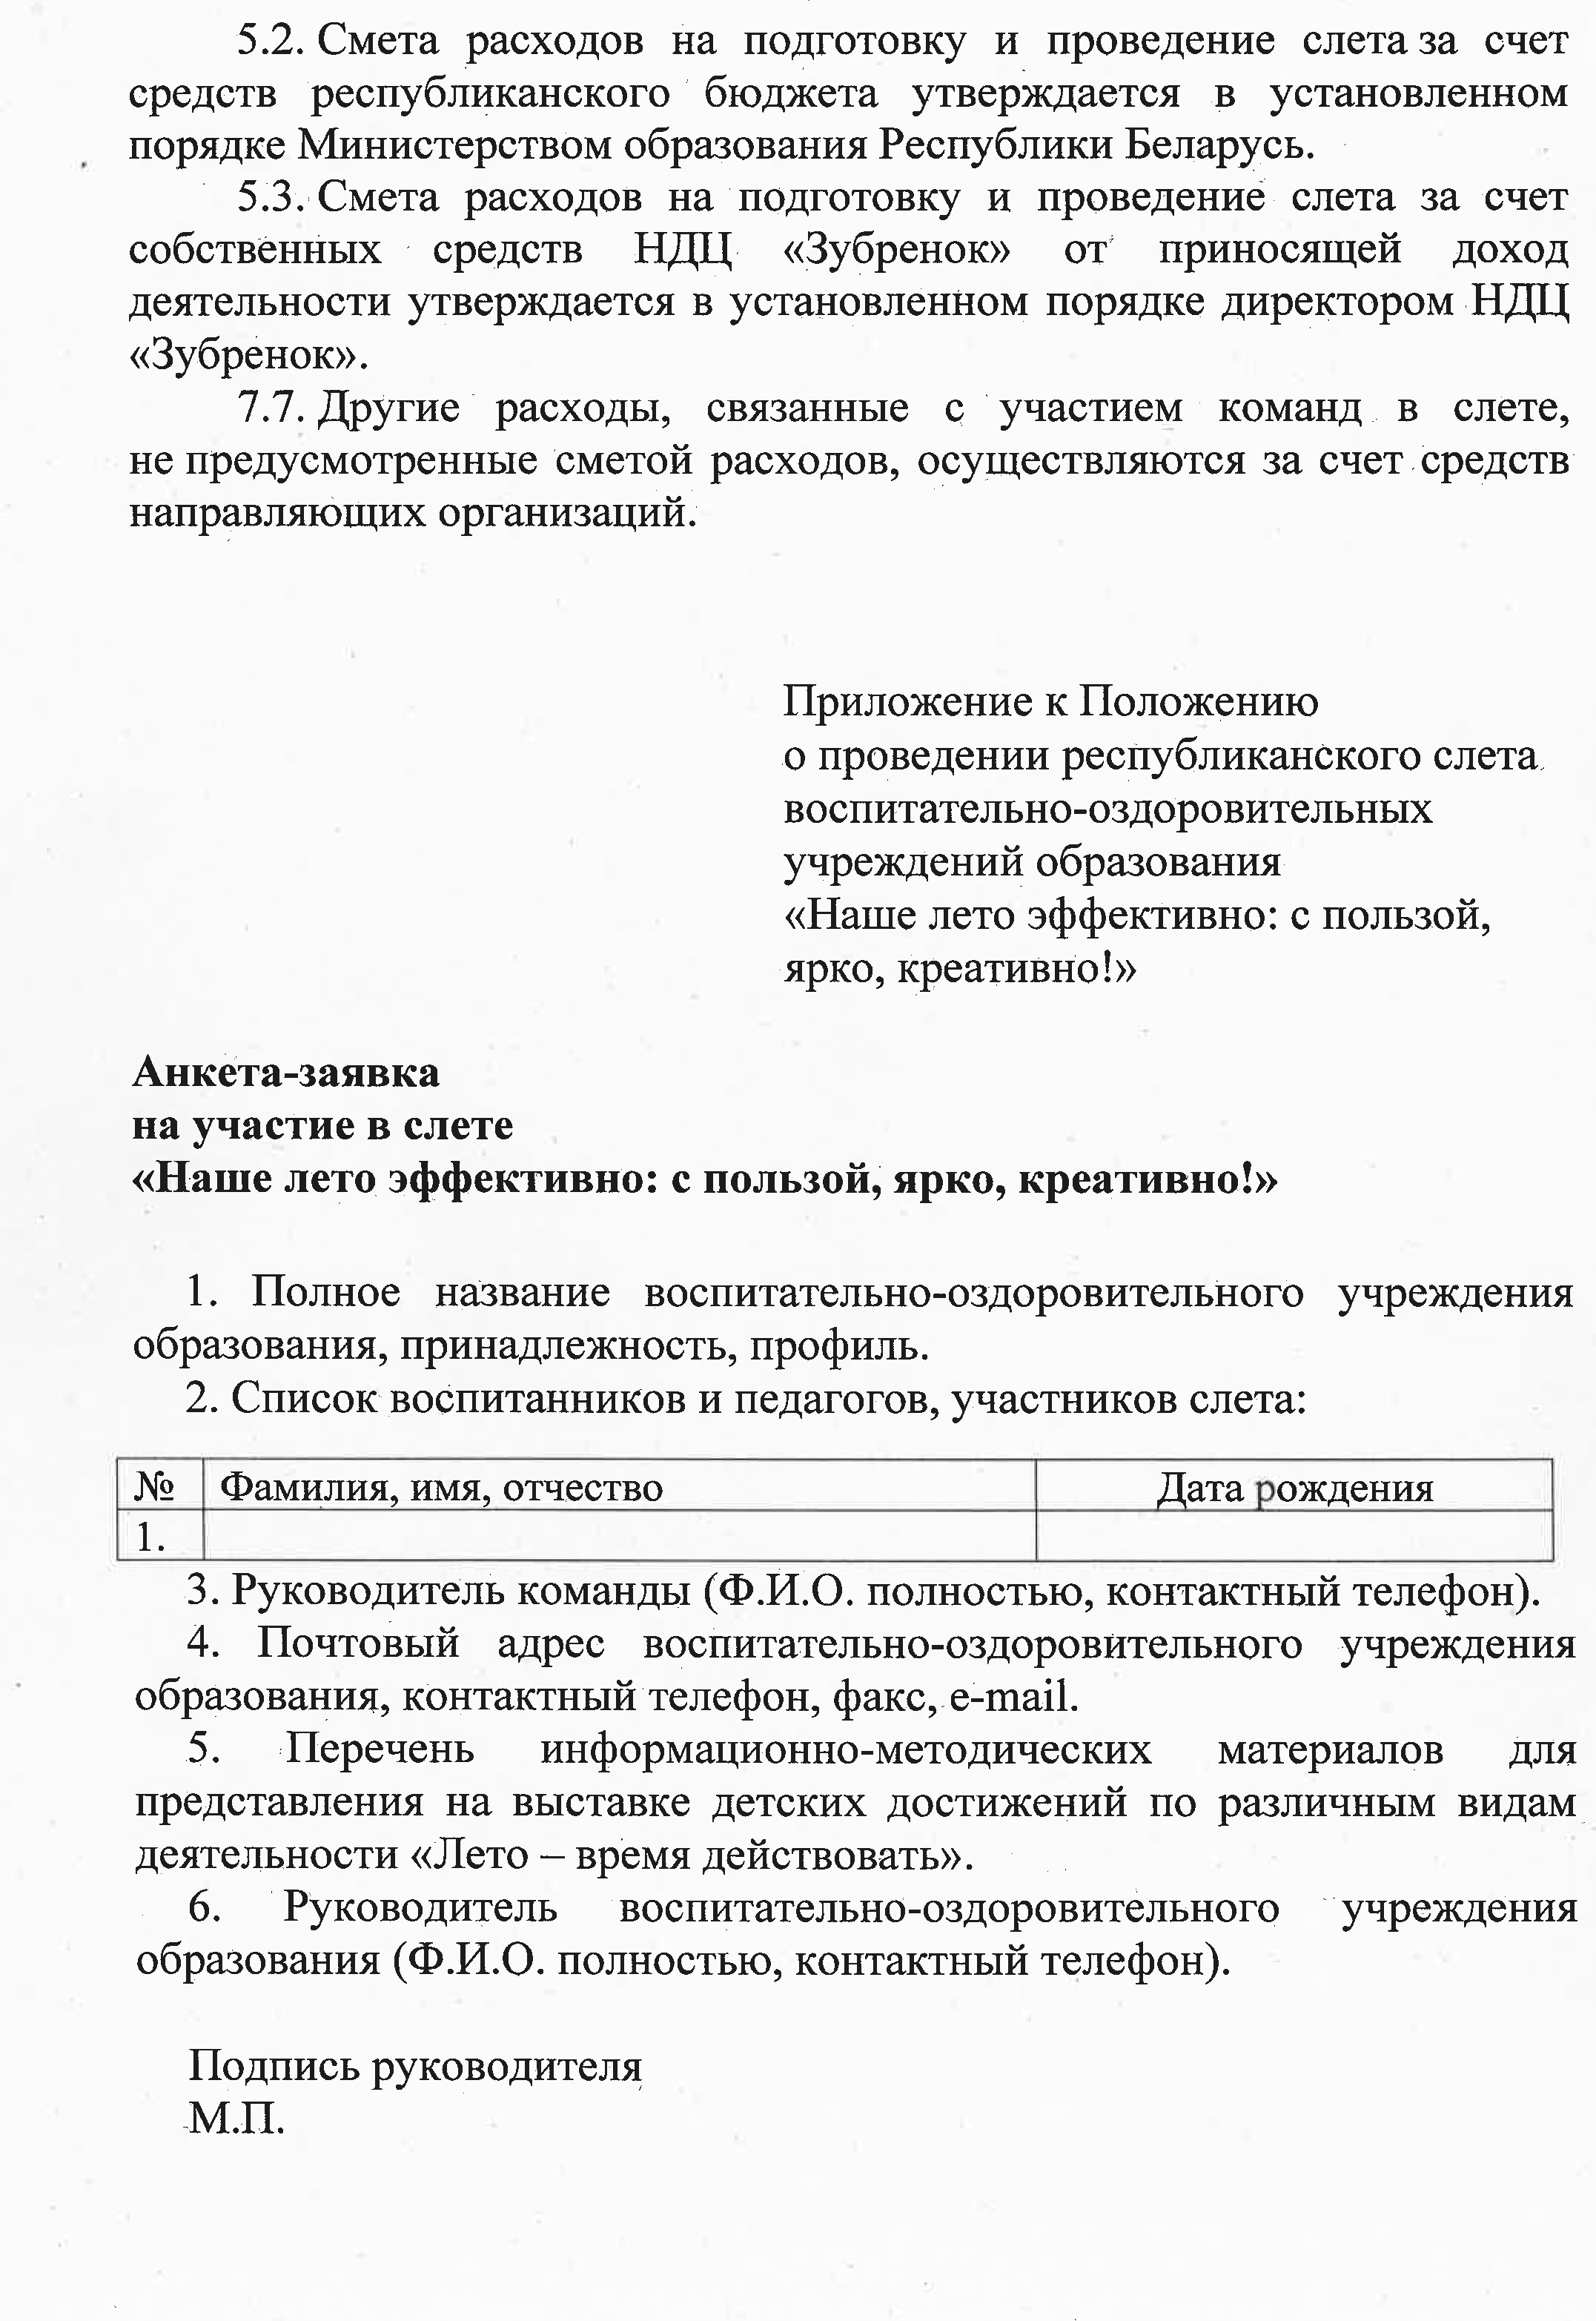 5.2. Смета расходов на подготовку и проведение слета за счет
средств республиканского бюджета утверждается в установленном
порядке Министерством образования Республики Беларусь.
5.3. Смета расходов на подготовку и проведение слета за счет
собственных средств НДЦ «Зубренок» от приносящей доход
деятельности утверждается в установленном порядке директором НДЦ
«Зубренок».
7.7. Другие расходы, связанные с участием команд в слете,
не предусмотренные сметой расходов, осуществляются за счет средств
направляющих организаций.
Приложение к Положению
о проведении республиканского слета
воспитательно-оздоровительных
учреждений образования
«Наше лето эффективно: с пользой,
ярко, креативно!»
Анкета-заявка
на участие в слете
«Наше лето эффективно: с пользой, ярко, креативно!»
1. Полное название воспитательно-оздоровительного учреждения
образования, принадлежность, профиль.
2. Список воспитанников и педагогов, участников слета:
№ Фамилия, имя, отчество Дата рождения
1.
3. Руководитель команды (Ф.И.О. полностью, контактный телефон).
4. Почтовый адрес воспитательно-оздоровительного учреждения
образования, контактный телефон, факс, e-mail.
5. Перечень информационно-методических материалов для
представления на выставке детских достижений по различным видам
деятельности «Лето – время действовать».
6. Руководитель воспитательно-оздоровительного учреждения
образования (Ф.И.О. полностью, контактный телефон).
Подпись руководителя
М.П.